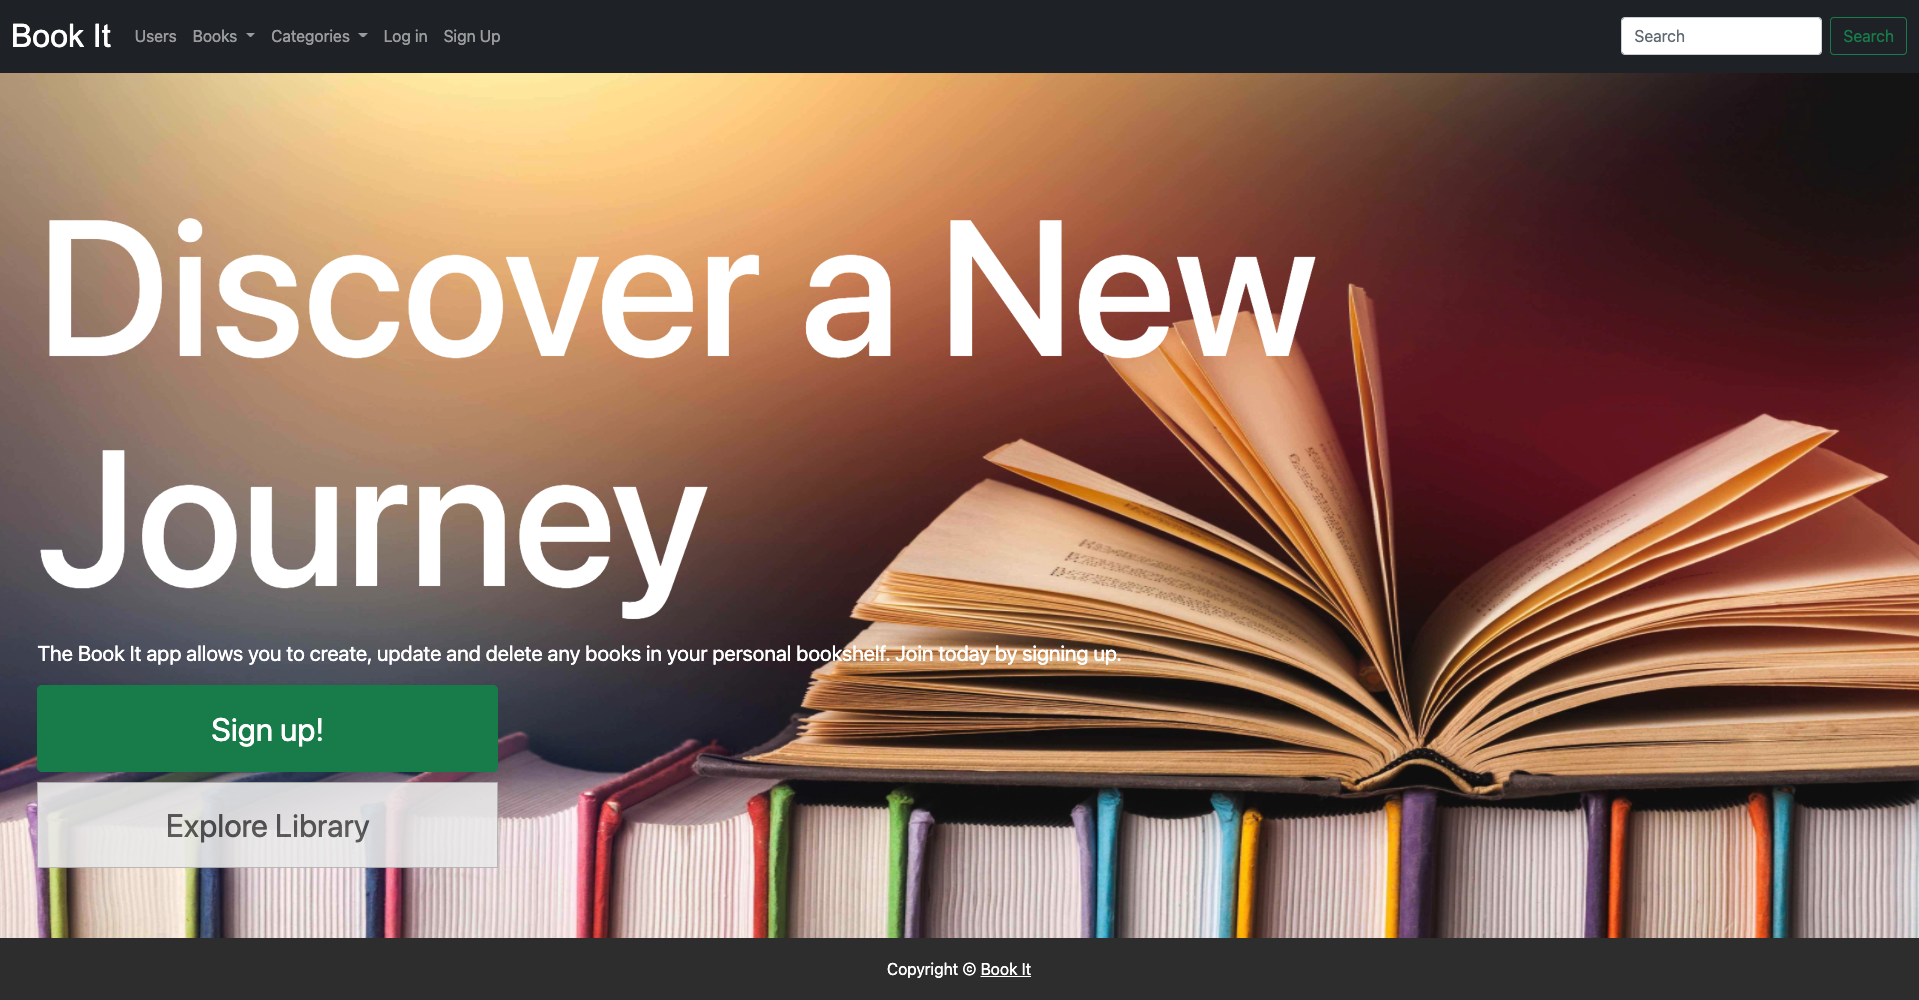 Book It Users Books Categories Log in Sign Up Search Search
Discover a New
Journey
The Book It app allows you to create, update and delete any books in your personal bookshelf. Join today by signing up.
Sign up!
Explore Library
Copyright © Book It